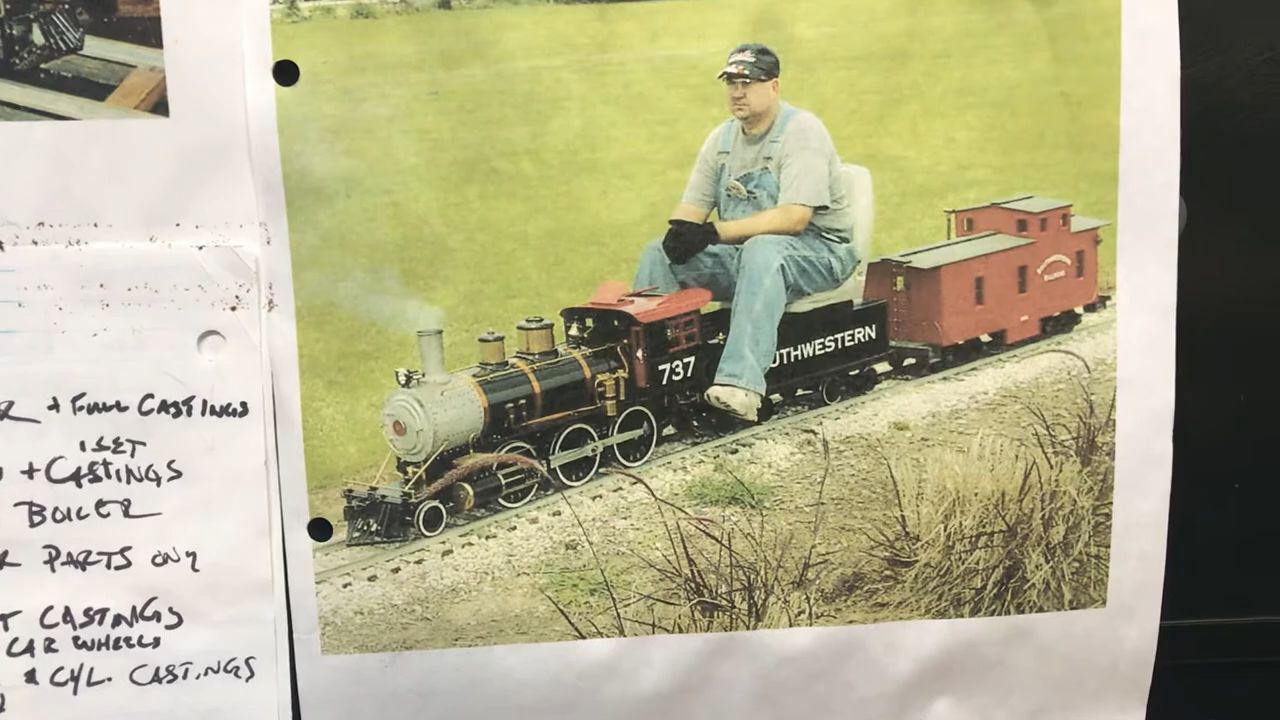 + FULL CASTINGS
1 SET
+ CASTINGS
BOILER
PARTS ONLY
CASTINGS
CAR WHEELS
& CYL. CASTINGS
737
UTHWESTERN